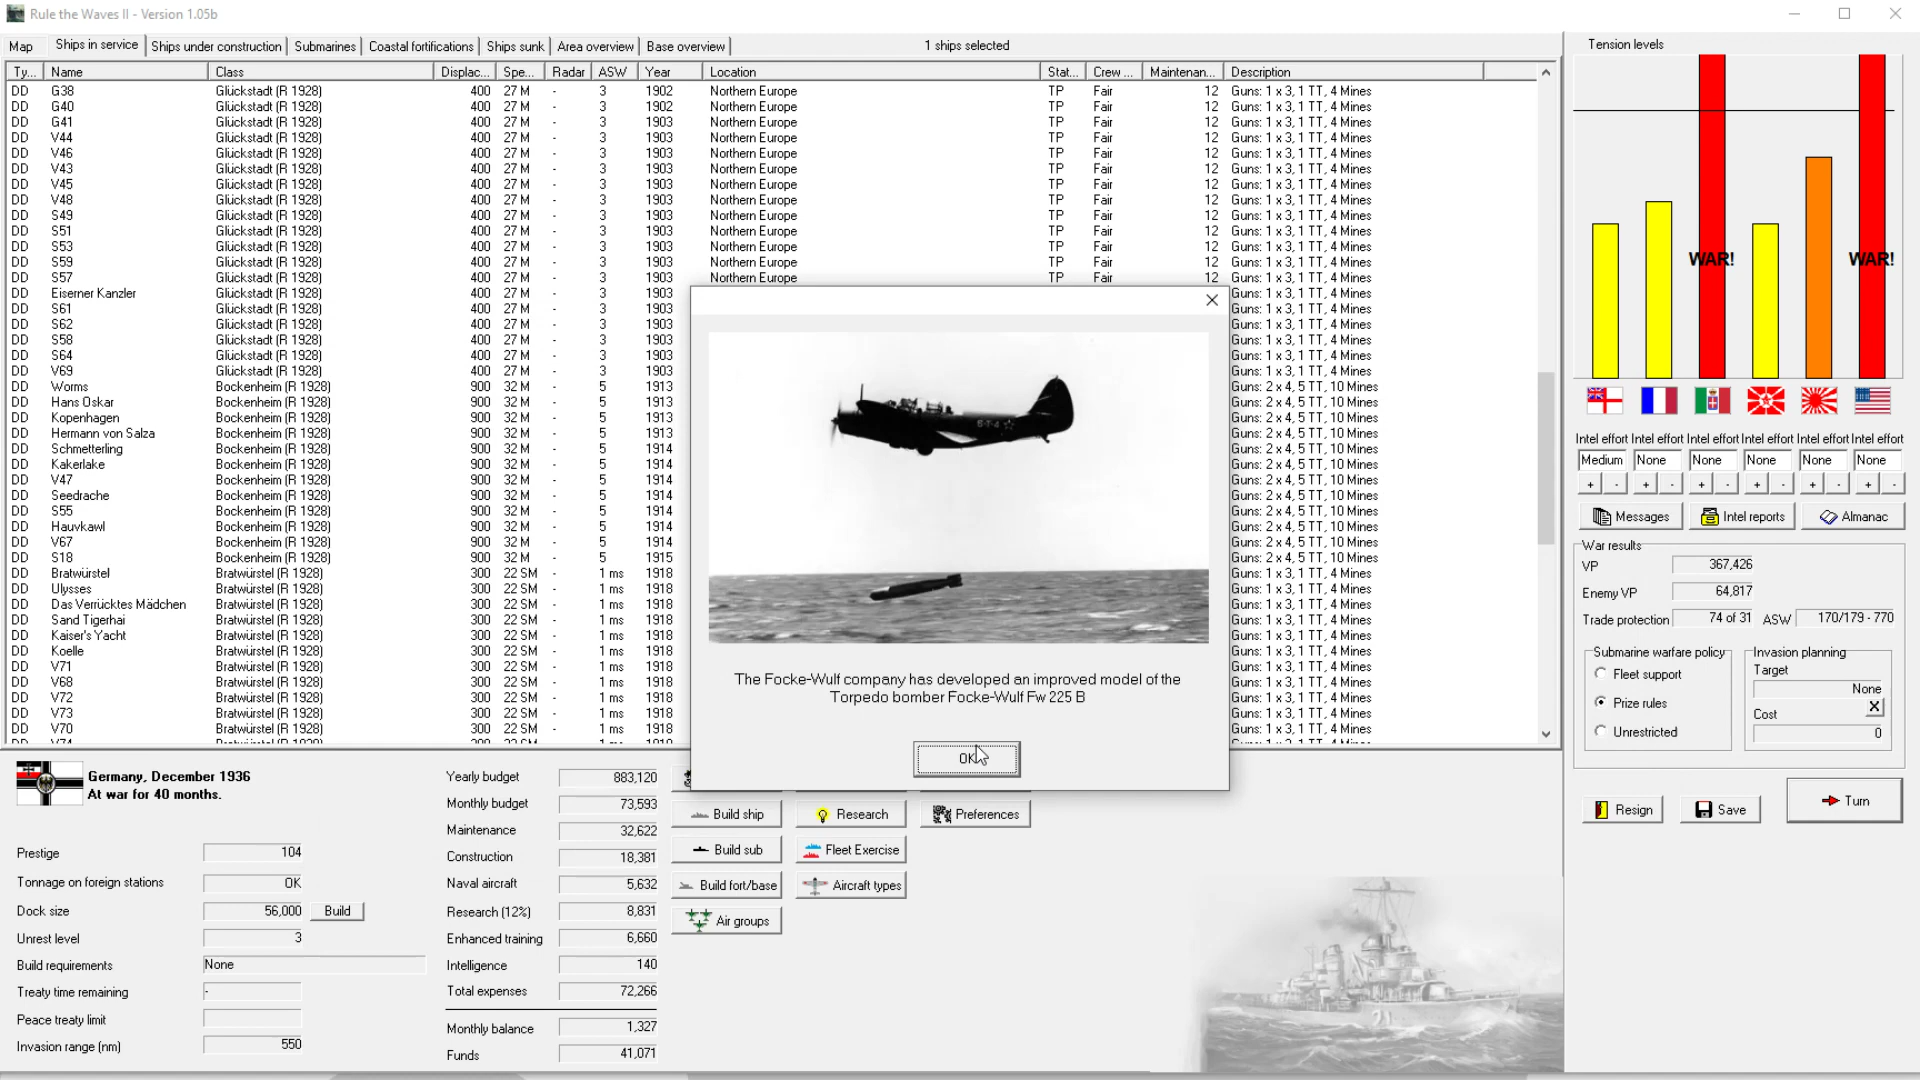 Rule the Waves II - Version 1.05b
Map Ships in service Ships under construction Submarines Coastal fortifications Ships sunk Area overview Base overview 1 ships selected
Ty... Name Class Displac... Spe... Radar ASW Year Location Stat... Crew ... Maintenan... Description
DD G38 Glückstadt (R 1928) 400 27 M - 3 1902 Northern Europe TP Fair 12 Guns: 1 x 3, 1 TT, 4 Mines
DD G40 Glückstadt (R 1928) 400 27 M - 3 1902 Northern Europe TP Fair 12 Guns: 1 x 3, 1 TT, 4 Mines
DD G41 Glückstadt (R 1928) 400 27 M - 3 1903 Northern Europe TP Fair 12 Guns: 1 x 3, 1 TT, 4 Mines
DD V44 Glückstadt (R 1928) 400 27 M - 3 1903 Northern Europe TP Fair 12 Guns: 1 x 3, 1 TT, 4 Mines
DD V46 Glückstadt (R 1928) 400 27 M - 3 1903 Northern Europe TP Fair 12 Guns: 1 x 3, 1 TT, 4 Mines
DD V43 Glückstadt (R 1928) 400 27 M - 3 1903 Northern Europe TP Fair 12 Guns: 1 x 3, 1 TT, 4 Mines
DD V45 Glückstadt (R 1928) 400 27 M - 3 1903 Northern Europe TP Fair 12 Guns: 1 x 3, 1 TT, 4 Mines
DD V48 Glückstadt (R 1928) 400 27 M - 3 1903 Northern Europe TP Fair 12 Guns: 1 x 3, 1 TT, 4 Mines
DD S49 Glückstadt (R 1928) 400 27 M - 3 1903 Northern Europe TP Fair 12 Guns: 1 x 3, 1 TT, 4 Mines
DD S51 Glückstadt (R 1928) 400 27 M - 3 1903 Northern Europe TP Fair 12 Guns: 1 x 3, 1 TT, 4 Mines
DD S53 Glückstadt (R 1928) 400 27 M - 3 1903 Northern Europe TP Fair 12 Guns: 1 x 3, 1 TT, 4 Mines
DD S59 Glückstadt (R 1928) 400 27 M - 3 1903 Northern Europe TP Fair 12 Guns: 1 x 3, 1 TT, 4 Mines
DD S57 Glückstadt (R 1928) 400 27 M - 3 1903 Northern Europe TP Fair 12 Guns: 1 x 3, 1 TT, 4 Mines
DD Eiserner Kanzler Glückstadt (R 1928) 400 27 M - 3 1903 Guns: 1 x 3, 1 TT, 4 Mines
DD S61 Glückstadt (R 1928) 400 27 M - 3 1903 Guns: 1 x 3, 1 TT, 4 Mines
DD S62 Glückstadt (R 1928) 400 27 M - 3 1903 Guns: 1 x 3, 1 TT, 4 Mines
DD S58 Glückstadt (R 1928) 400 27 M - 3 1903 Guns: 1 x 3, 1 TT, 4 Mines
DD S64 Glückstadt (R 1928) 400 27 M - 3 1903 Guns: 1 x 3, 1 TT, 4 Mines
DD V69 Glückstadt (R 1928) 400 27 M - 3 1903 Guns: 1 x 3, 1 TT, 4 Mines
DD Worms Bockenheim (R 1928) 900 32 M - 5 1913 Guns: 2 x 4, 5 TT, 10 Mines
DD Hans Oskar Bockenheim (R 1928) 900 32 M - 5 1913 Guns: 2 x 4, 5 TT, 10 Mines
DD Kopenhagen Bockenheim (R 1928) 900 32 M - 5 1913 Guns: 2 x 4, 5 TT, 10 Mines
DD Hermann von Salza Bockenheim (R 1928) 900 32 M - 5 1913 Guns: 2 x 4, 5 TT, 10 Mines
DD Schmetterling Bockenheim (R 1928) 900 32 M - 5 1914 Guns: 2 x 4, 5 TT, 10 Mines
DD Kakerlake Bockenheim (R 1928) 900 32 M - 5 1914 Guns: 2 x 4, 5 TT, 10 Mines
DD V47 Bockenheim (R 1928) 900 32 M - 5 1914 Guns: 2 x 4, 5 TT, 10 Mines
DD Seedrache Bockenheim (R 1928) 900 32 M - 5 1914 Guns: 2 x 4, 5 TT, 10 Mines
DD S55 Bockenheim (R 1928) 900 32 M - 5 1914 Guns: 2 x 4, 5 TT, 10 Mines
DD Hauvkawl Bockenheim (R 1928) 900 32 M - 5 1914 Guns: 2 x 4, 5 TT, 10 Mines
DD V67 Bockenheim (R 1928) 900 32 M - 5 1914 Guns: 2 x 4, 5 TT, 10 Mines
DD S18 Bockenheim (R 1928) 900 32 M - 5 1915 Guns: 2 x 4, 5 TT, 10 Mines
DD Bratwürstel Bratwürstel (R 1928) 300 22 SM - 1 ms 1918 Guns: 1 x 3, 1 TT, 4 Mines
DD Ulysses Bratwürstel (R 1928) 300 22 SM - 1 ms 1918 Guns: 1 x 3, 1 TT, 4 Mines
DD Das Verrücktes Mädchen Bratwürstel (R 1928) 300 22 SM - 1 ms 1918 Guns: 1 x 3, 1 TT, 4 Mines
DD Sand Tigerhai Bratwürstel (R 1928) 300 22 SM - 1 ms 1918 Guns: 1 x 3, 1 TT, 4 Mines
DD Kaiser's Yacht Bratwürstel (R 1928) 300 22 SM - 1 ms 1918 Guns: 1 x 3, 1 TT, 4 Mines
DD Koelle Bratwürstel (R 1928) 300 22 SM - 1 ms 1918 Guns: 1 x 3, 1 TT, 4 Mines
DD V71 Bratwürstel (R 1928) 300 22 SM - 1 ms 1918 Guns: 1 x 3, 1 TT, 4 Mines
DD V68 Bratwürstel (R 1928) 300 22 SM - 1 ms 1918 Guns: 1 x 3, 1 TT, 4 Mines
DD V72 Bratwürstel (R 1928) 300 22 SM - 1 ms 1918 Guns: 1 x 3, 1 TT, 4 Mines
DD V73 Bratwürstel (R 1928) 300 22 SM - 1 ms 1918 Guns: 1 x 3, 1 TT, 4 Mines
DD V70 Bratwürstel (R 1928) 300 22 SM - 1 ms 1918 Guns: 1 x 3, 1 TT, 4 Mines
The Focke-Wulf company has developed an improved model of the
Torpedo bomber Focke-Wulf Fw 225 B
OK
Germany, December 1936
At war for 40 months.
Prestige 104
Tonnage on foreign stations OK
Dock size 56,000 Build
Unrest level 3
Build requirements None
Treaty time remaining -
Peace treaty limit
Invasion range (nm) 550
Yearly budget 883,120
Monthly budget 73,593
Maintenance 32,622
Construction 18,381
Naval aircraft 5,632
Research (12%) 8,831
Enhanced training 6,660
Intelligence 140
Total expenses 72,266
Monthly balance 1,327
Funds 41,071
Build ship Research Preferences
Build sub Fleet Exercise
Build fort/base Aircraft types
Air groups
Tension levels
WAR! WAR!
Intel effort Intel effort Intel effort Intel effort Intel effort Intel effort
Medium None None None None None
+ - + - + - + - + - + -
Messages Intel reports Almanac
War results
VP 367,426
Enemy VP 64,817
Trade protection 74 of 31 ASW 170/179 - 770
Submarine warfare policy
Fleet support
Prize rules
Unrestricted
Invasion planning
Target
None
X
Cost
0
Resign Save Turn